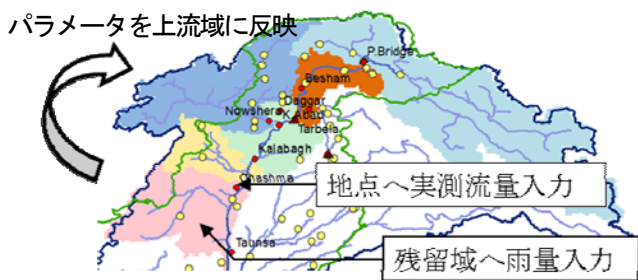 パラメータを上流域に反映
P.Bridge
Besham
Daggar
Nowshera
K.Abad
Tarbela
Kalabagh
Chashma
地点へ実測流量入力
Taunsa
残留域へ雨量入力